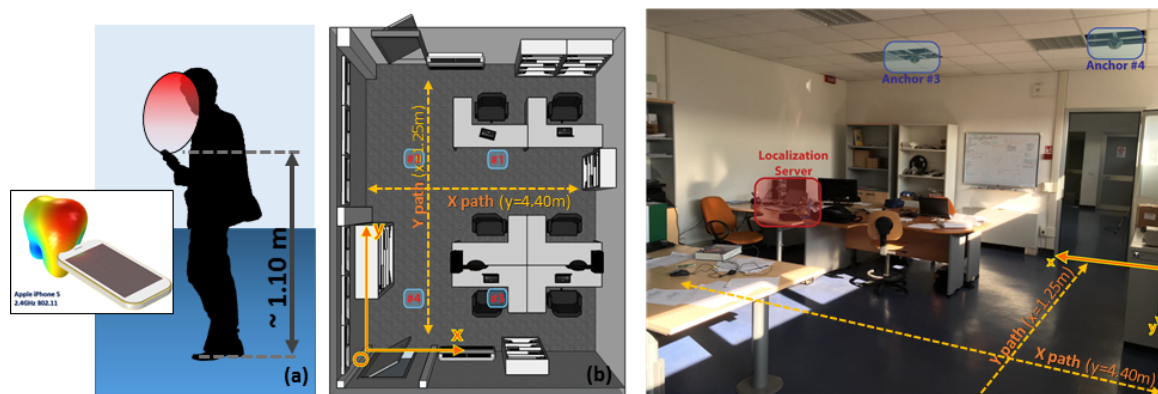 Apple iPhone 5
2.4GHz 802.11
~ 1.10 m
(a)
#1
Y path (x=1.25m)
X path (y=4.40m)
y
#4
#3
x
O
(b)
Anchor #3
Anchor #4
Localization
Server
x
Y path (x=1.25m)
y
X path (y=4.40m)